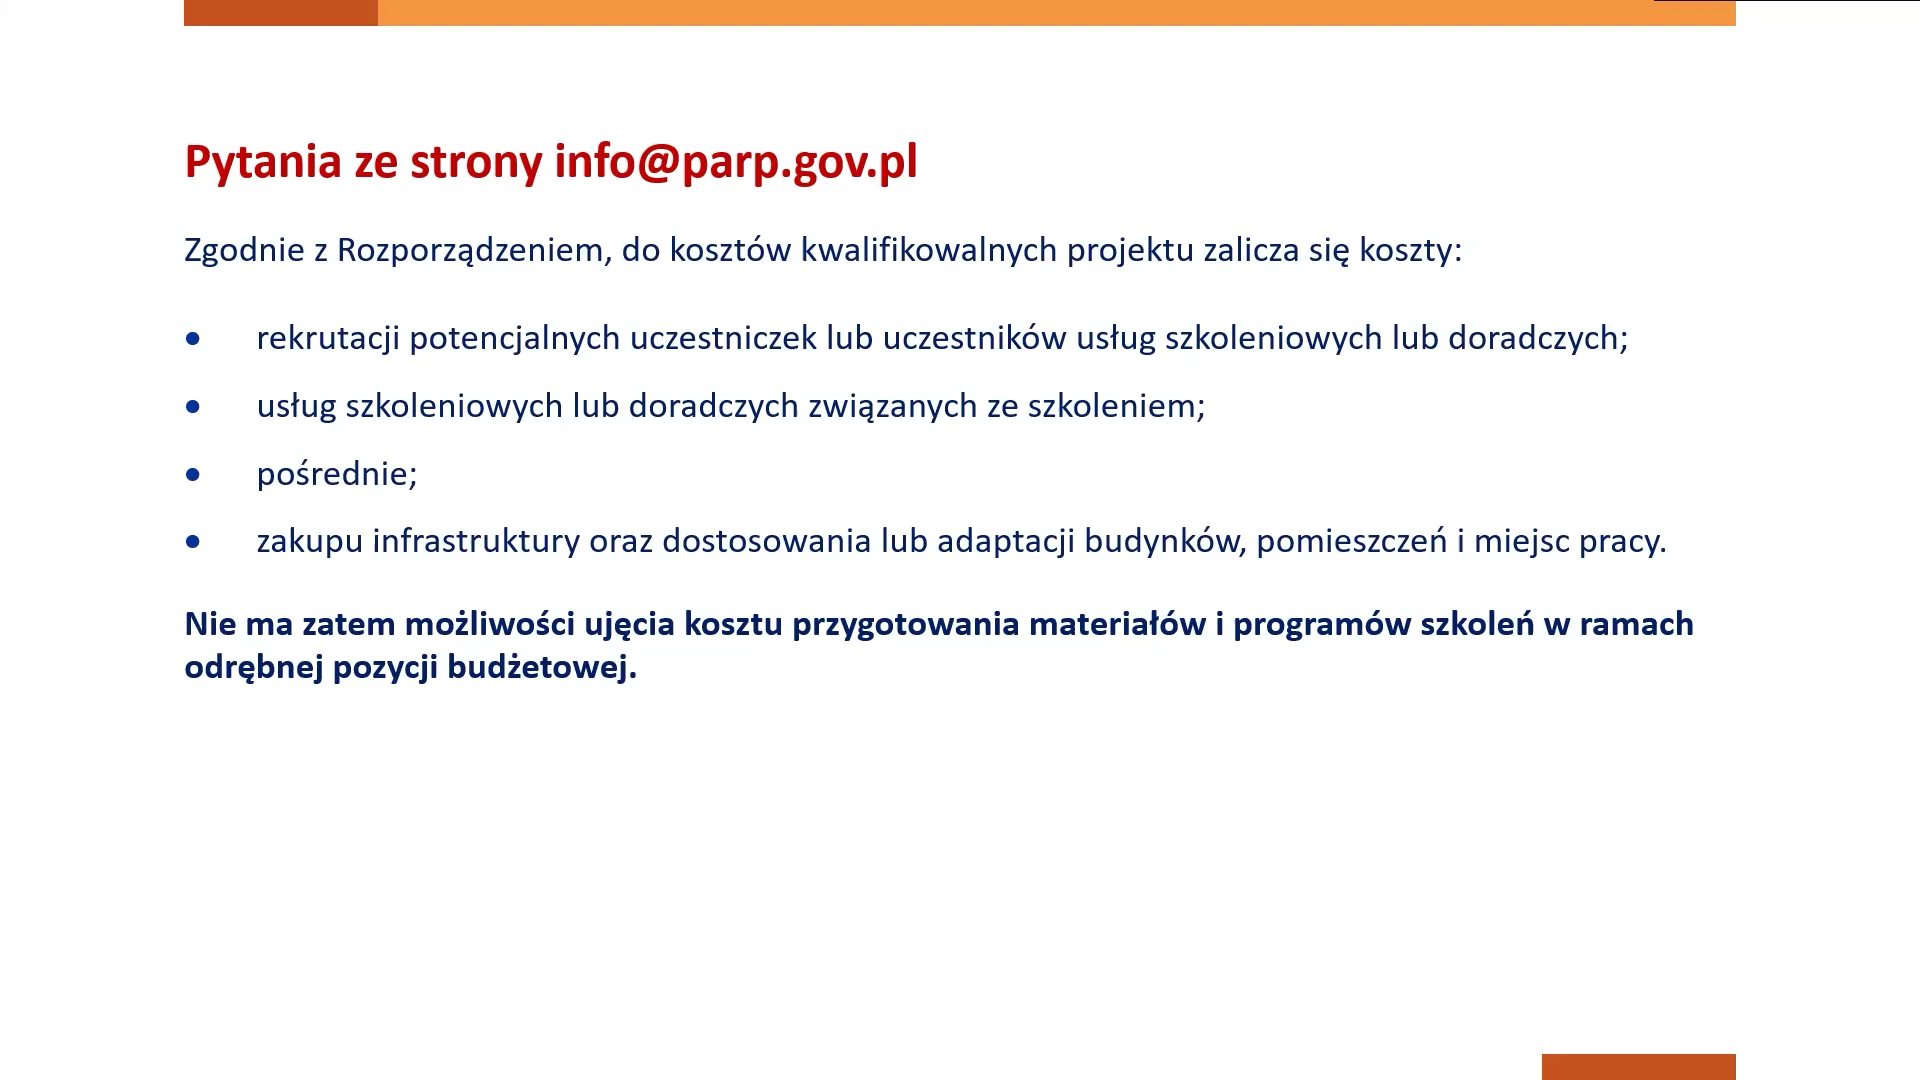 Pytania ze strony info@parp.gov.pl
Zgodnie z Rozporządzeniem, do kosztów kwalifikowalnych projektu zalicza się koszty:
• rekrutacji potencjalnych uczestniczek lub uczestników usług szkoleniowych lub doradczych;
• usług szkoleniowych lub doradczych związanych ze szkoleniem;
• pośrednie;
• zakupu infrastruktury oraz dostosowania lub adaptacji budynków, pomieszczeń i miejsc pracy.
Nie ma zatem możliwości ujęcia kosztu przygotowania materiałów i programów szkoleń w ramach
odrębnej pozycji budżetowej.